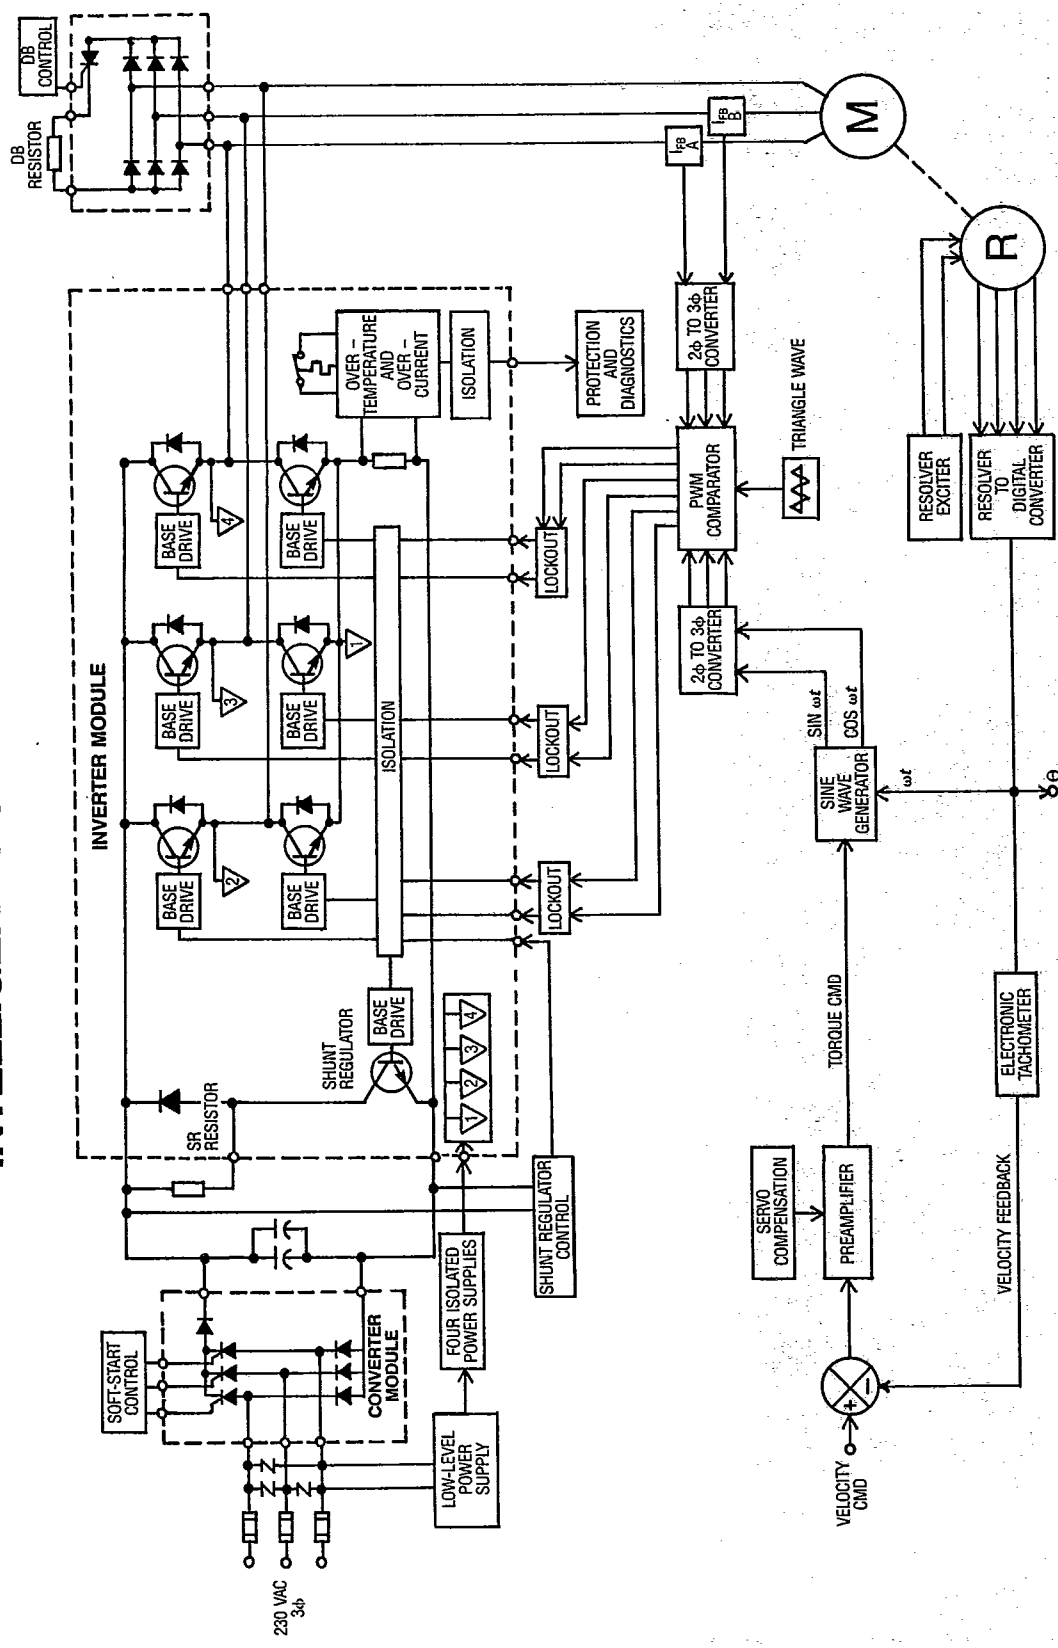 INVERTER MODULE
DB
CONTROL
DB
RESISTOR
OVER –
TEMPERATURE
AND
OVER –
CURRENT
ISOLATION
PROTECTION
AND
DIAGNOSTICS
BASE
DRIVE
4
BASE
DRIVE
BASE
DRIVE
3
BASE
DRIVE
1
BASE
DRIVE
2
BASE
DRIVE
ISOLATION
BASE
DRIVE
SHUNT
REGULATOR
1
2
3
4
SR
RESISTOR
SOFT-START
CONTROL
CONVERTER
MODULE
230 VAC
3ϕ
LOW-LEVEL
POWER
SUPPLY
FOUR ISOLATED
POWER SUPPLIES
SHUNT REGULATOR
CONTROL
LOCKOUT
LOCKOUT
LOCKOUT
IFB
A
IFB
B
M
R
2ϕ TO 3ϕ
CONVERTER
PWM
COMPARATOR
TRIANGLE WAVE
2ϕ TO 3ϕ
CONVERTER
SIN ωt
COS ωt
SINE
WAVE
GENERATOR
ωt
RESOLVER
EXCITER
RESOLVER
TO
DIGITAL
CONVERTER
θ
TORQUE CMD
SERVO
COMPENSATION
PREAMPLIFIER
ELECTRONIC
TACHOMETER
VELOCITY FEEDBACK
+
–
VELOCITY
CMD